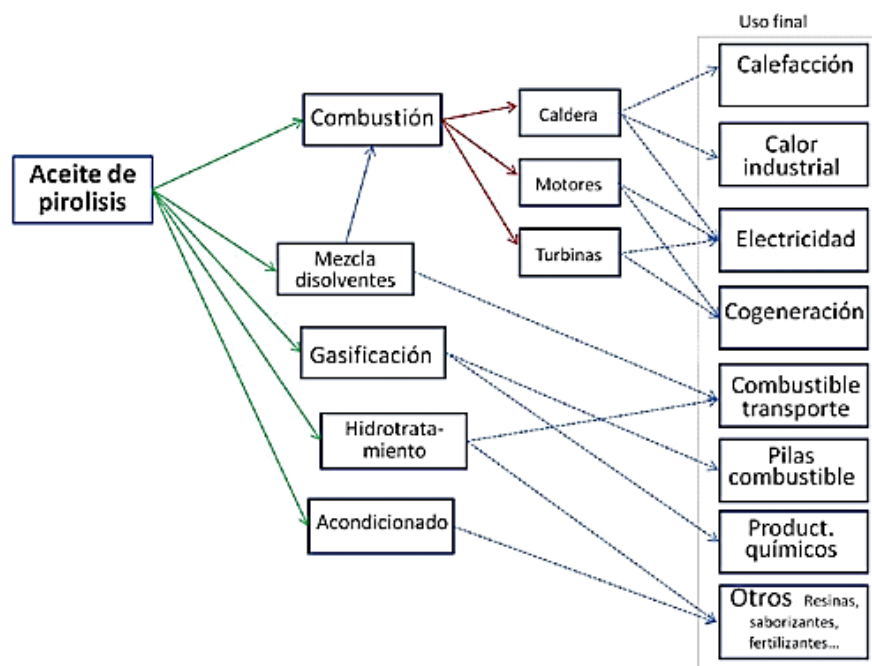 Uso final
Calefacción
Combustión
Caldera
Calor
industrial
Aceite de
pirolisis
Motores
Electricidad
Mezcla
disolventes
Turbinas
Cogeneración
Gasificación
Combustible
transporte
Hidrotrata-
miento
Pilas
combustible
Acondicionado
Product.
químicos
Otros Resinas,
saborizantes,
fertilizantes...